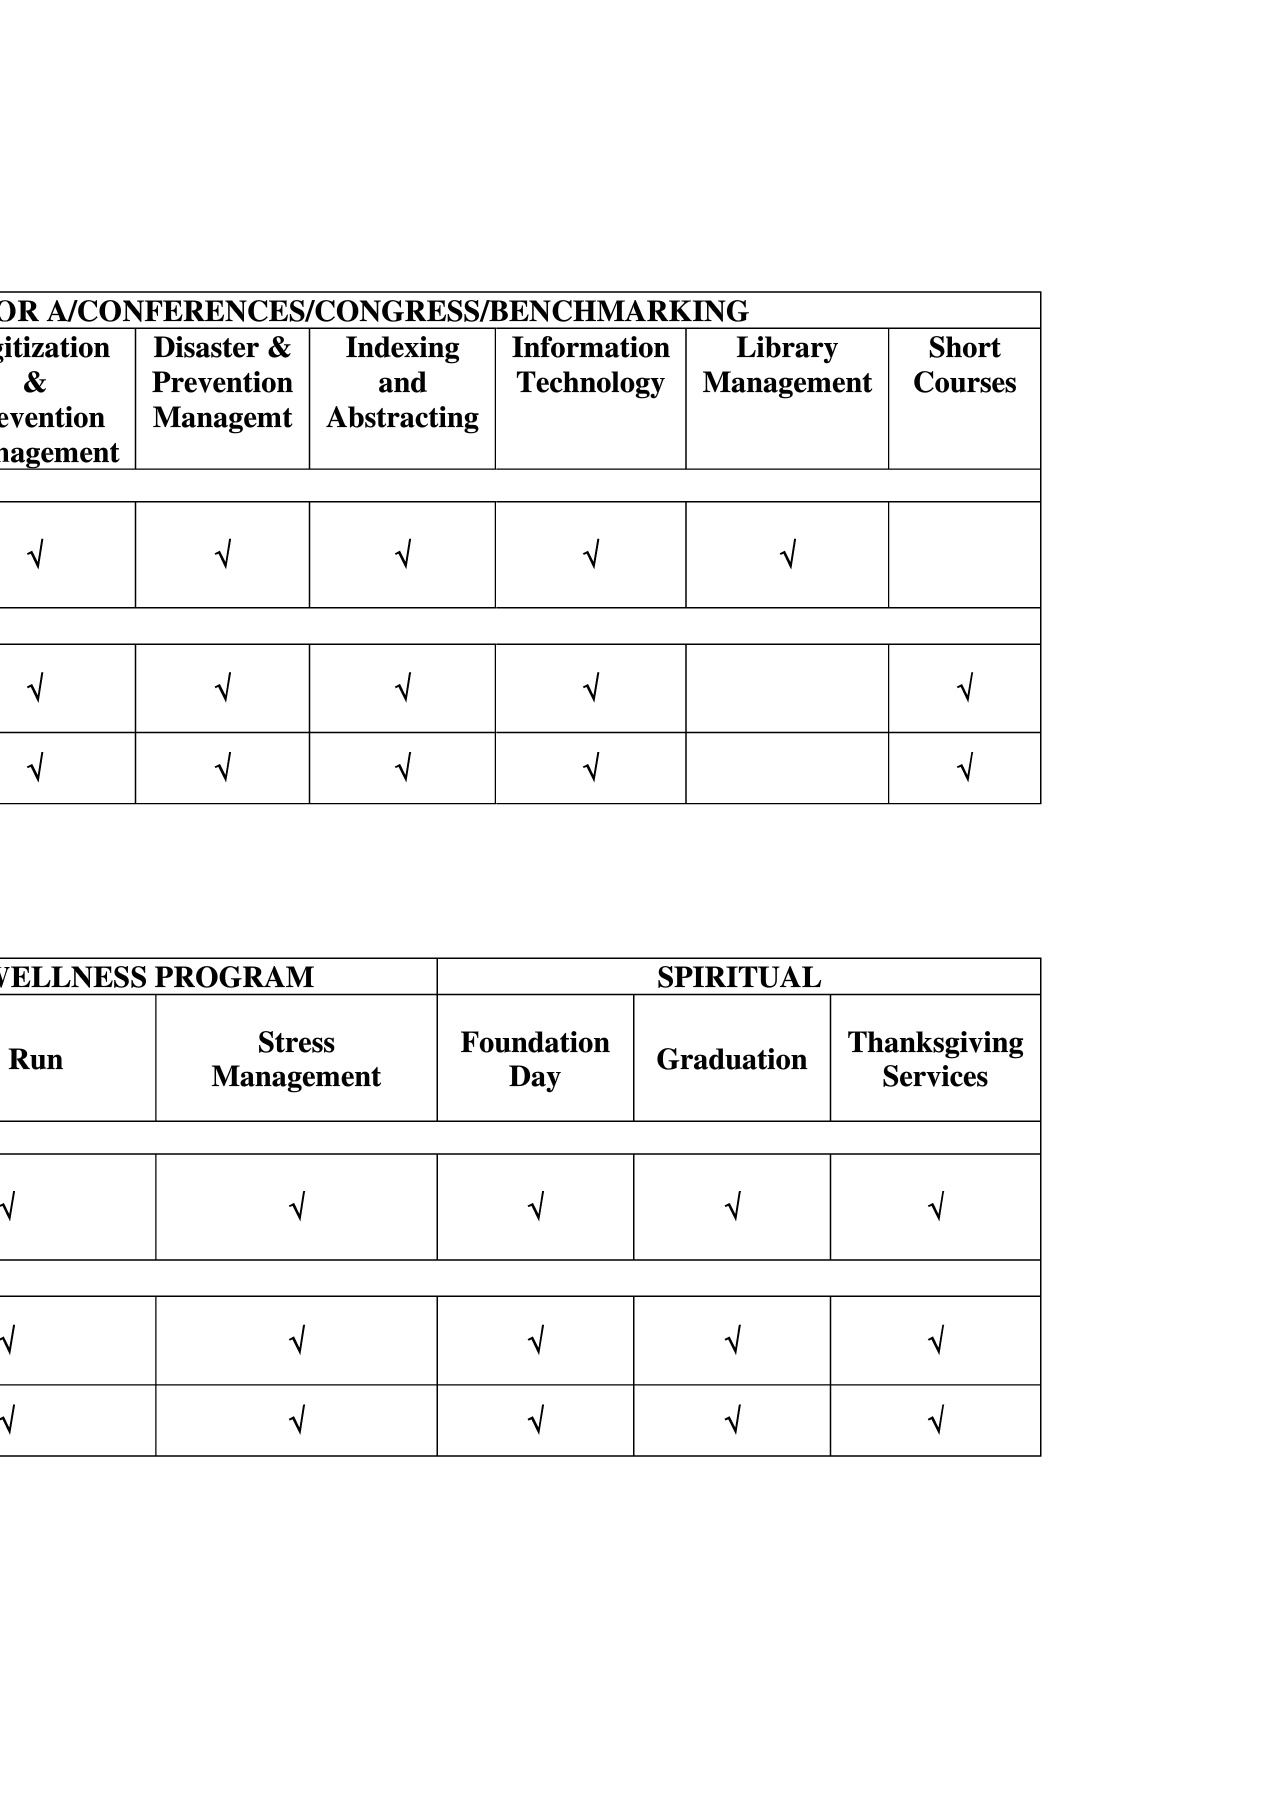 OR A/CONFERENCES/CONGRESS/BENCHMARKING
gitization & evention nagement
Disaster & Prevention Managemt
Indexing and Abstracting
Information Technology
Library Management
Short Courses
√ √ √ √ √
√ √ √ √ √
√ √ √ √ √
VELLNESS PROGRAM SPIRITUAL
Run
Stress Management
Foundation Day
Graduation
Thanksgiving Services
√ √ √ √ √
√ √ √ √ √
√ √ √ √ √